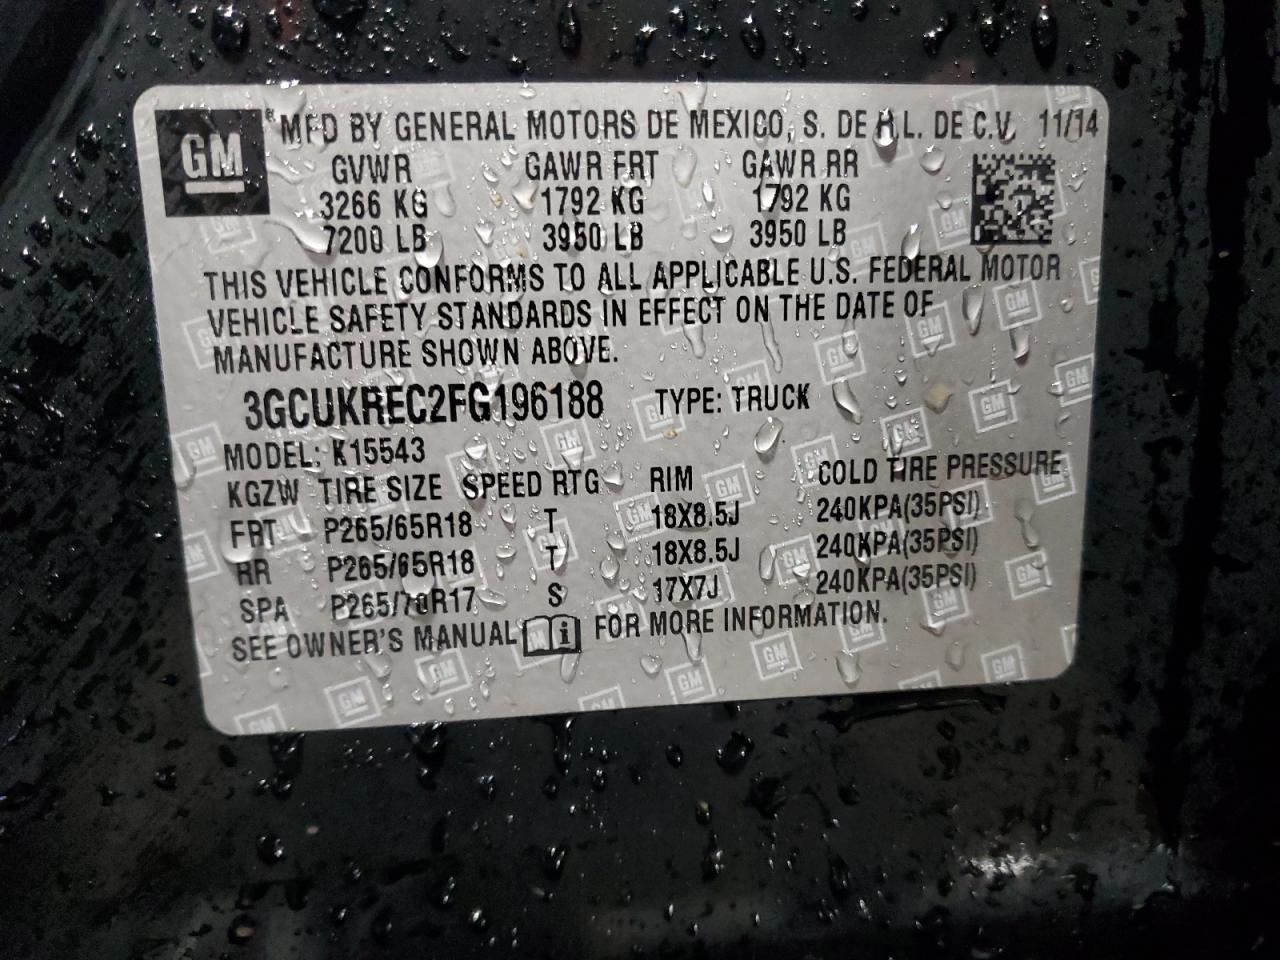 GM ® MFD BY GENERAL MOTORS DE MEXICO, S. DE R.L. DE C.V. 11/14
GVWR GAWR FRT GAWR RR
3266 KG 1792 KG 1792 KG
7200 LB 3950 LB 3950 LB
THIS VEHICLE CONFORMS TO ALL APPLICABLE U.S. FEDERAL MOTOR
VEHICLE SAFETY STANDARDS IN EFFECT ON THE DATE OF
MANUFACTURE SHOWN ABOVE.
3GCUKREC2FG196188 TYPE: TRUCK
MODEL: K15543
KGZW TIRE SIZE SPEED RTG RIM COLD TIRE PRESSURE
FRT P265/65R18 T 18X8.5J 240KPA(35PSI)
RR P265/65R18 T 18X8.5J 240KPA(35PSI)
SPA P265/70R17 S 17X7J 240KPA(35PSI)
SEE OWNER'S MANUAL i FOR MORE INFORMATION.